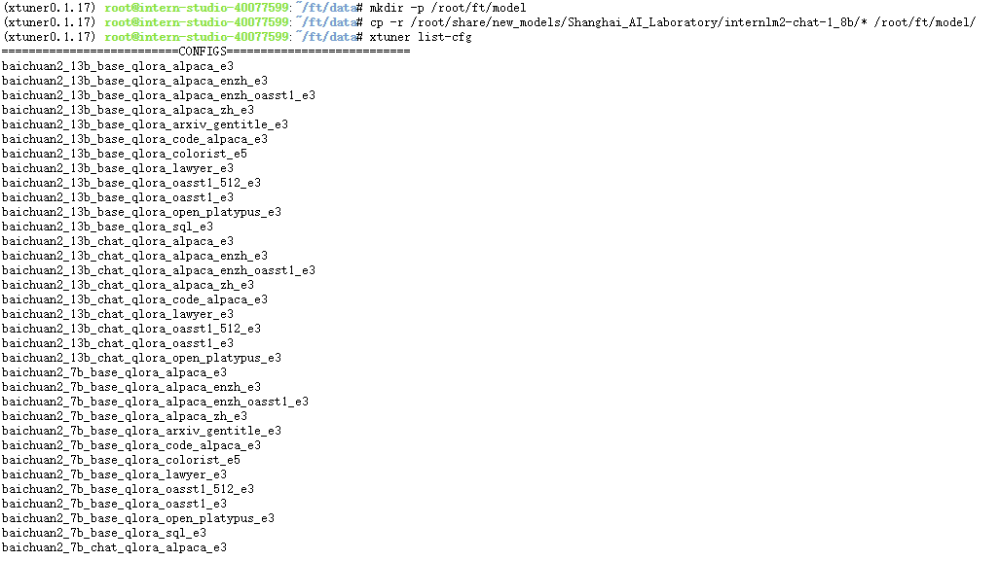 (xtuner0.1.17) root@intern-studio-40077599:~/ft/data# mkdir -p /root/ft/model
(xtuner0.1.17) root@intern-studio-40077599:~/ft/data# cp -r /root/share/new_models/Shanghai_AI_Laboratory/internlm2-chat-1_8b/* /root/ft/model/
(xtuner0.1.17) root@intern-studio-40077599:~/ft/data# xtuner list-cfg
==========================CONFIGS===========================
baichuan2_13b_base_qlora_alpaca_e3
baichuan2_13b_base_qlora_alpaca_enzh_e3
baichuan2_13b_base_qlora_alpaca_enzh_oasst1_e3
baichuan2_13b_base_qlora_alpaca_zh_e3
baichuan2_13b_base_qlora_arxiv_gentitle_e3
baichuan2_13b_base_qlora_code_alpaca_e3
baichuan2_13b_base_qlora_colorist_e5
baichuan2_13b_base_qlora_lawyer_e3
baichuan2_13b_base_qlora_oasst1_512_e3
baichuan2_13b_base_qlora_oasst1_e3
baichuan2_13b_base_qlora_open_platypus_e3
baichuan2_13b_base_qlora_sql_e3
baichuan2_13b_chat_qlora_alpaca_e3
baichuan2_13b_chat_qlora_alpaca_enzh_e3
baichuan2_13b_chat_qlora_alpaca_enzh_oasst1_e3
baichuan2_13b_chat_qlora_alpaca_zh_e3
baichuan2_13b_chat_qlora_code_alpaca_e3
baichuan2_13b_chat_qlora_lawyer_e3
baichuan2_13b_chat_qlora_oasst1_512_e3
baichuan2_13b_chat_qlora_oasst1_e3
baichuan2_13b_chat_qlora_open_platypus_e3
baichuan2_7b_base_qlora_alpaca_e3
baichuan2_7b_base_qlora_alpaca_enzh_e3
baichuan2_7b_base_qlora_alpaca_enzh_oasst1_e3
baichuan2_7b_base_qlora_alpaca_zh_e3
baichuan2_7b_base_qlora_arxiv_gentitle_e3
baichuan2_7b_base_qlora_code_alpaca_e3
baichuan2_7b_base_qlora_colorist_e5
baichuan2_7b_base_qlora_lawyer_e3
baichuan2_7b_base_qlora_oasst1_512_e3
baichuan2_7b_base_qlora_oasst1_e3
baichuan2_7b_base_qlora_open_platypus_e3
baichuan2_7b_base_qlora_sql_e3
baichuan2_7b_chat_qlora_alpaca_e3